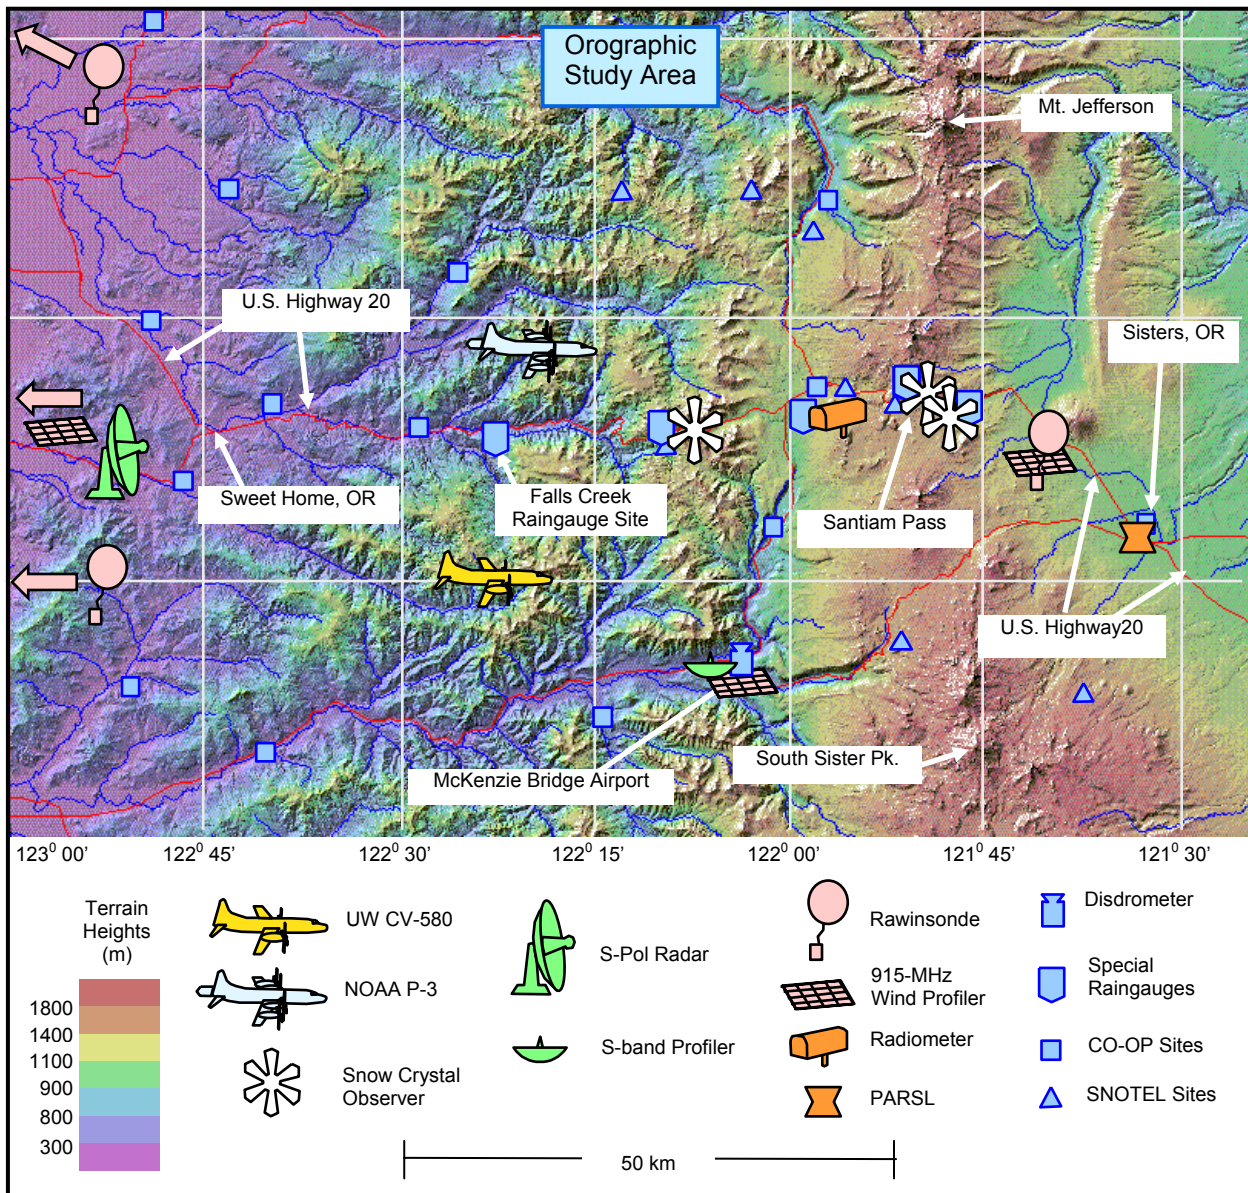 Orographic
Study Area
Mt. Jefferson
U.S. Highway 20
Sisters, OR
Sweet Home, OR
Falls Creek
Raingauge Site
Santiam Pass
U.S. Highway20
McKenzie Bridge Airport
South Sister Pk.
123⁰ 00’
122⁰ 45’
122⁰ 30’
122⁰ 15’
122⁰ 00’
121⁰ 45’
121⁰ 30’
Terrain
Heights
(m)
1800
1400
1100
900
800
300
UW CV-580
NOAA P-3
Snow Crystal
Observer
S-Pol Radar
S-band Profiler
Rawinsonde
915-MHz
Wind Profiler
Radiometer
PARSL
Disdrometer
Special
Raingauges
CO-OP Sites
SNOTEL Sites
50 km